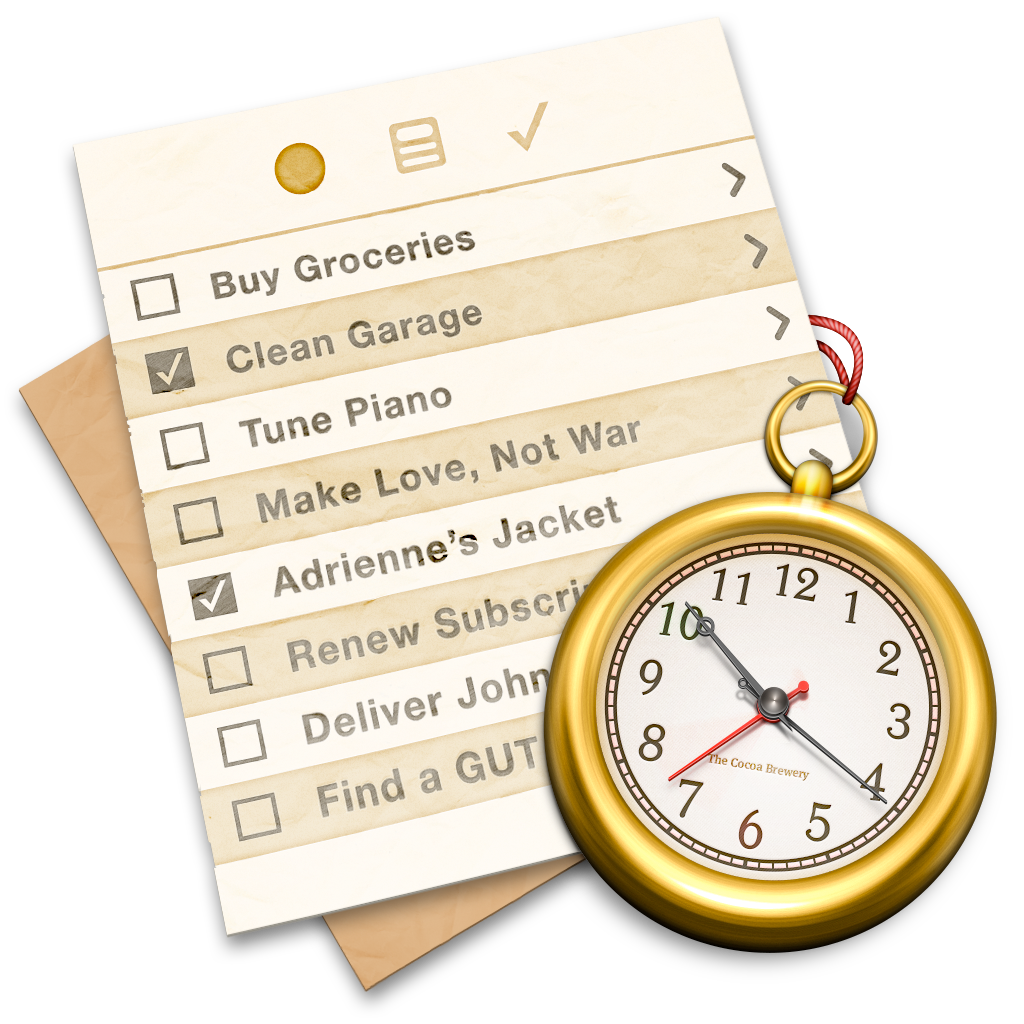 Buy Groceries
Clean Garage
Tune Piano
Make Love, Not War
Adrienne's Jacket
Renew Subscri
Deliver John
Find a GUT
11 12 1
10 2
9 3
8 4
7 6 5
The Cocoa Brewery